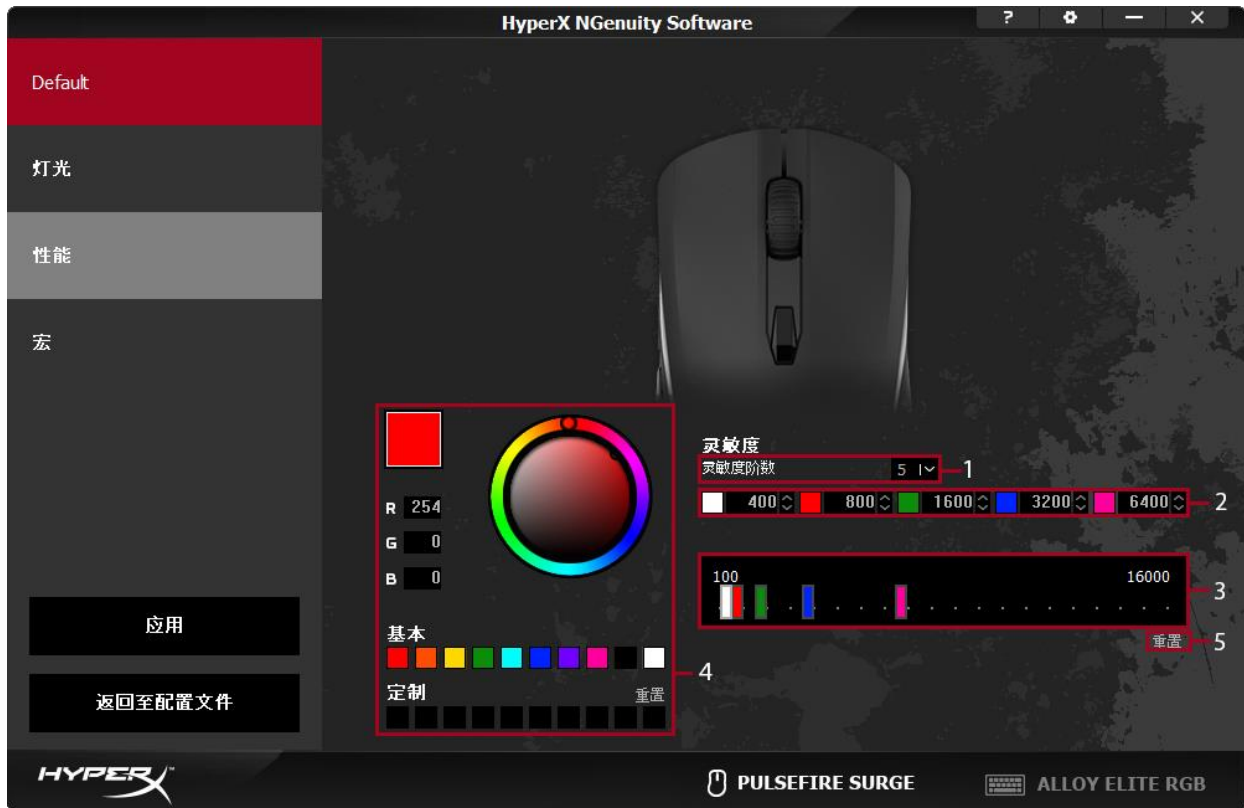 HyperX NGenuity Software
?
Default
灯光
性能
宏
应用
返回至配置文件
R 254
G 0
B 0
基本
定制 重置
4
灵敏度
灵敏度阶数 5 1
400 800 1600 3200 6400 2
100 16000 3
重置 5
HYPERX™
PULSEFIRE SURGE ALLOY ELITE RGB